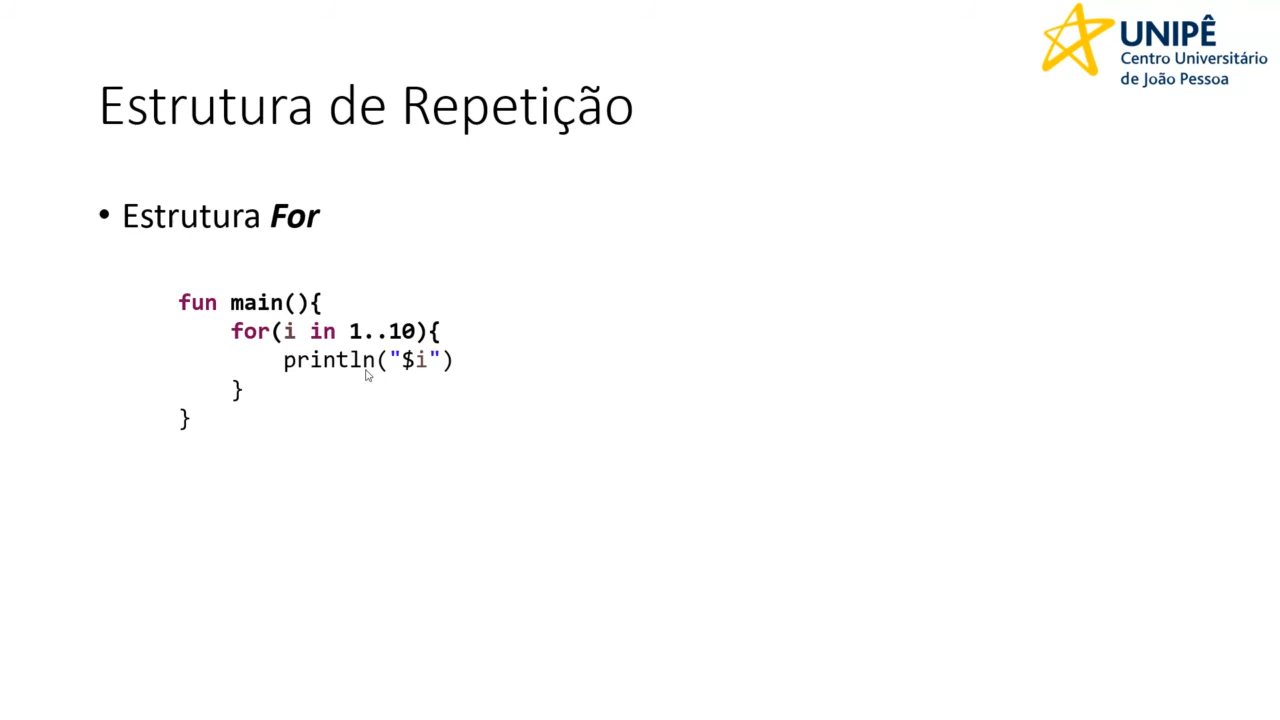 UNIPÊ
Centro Universitário
de João Pessoa
Estrutura de Repetição
• Estrutura For
fun main(){
    for(i in 1..10){
        println("$i")
    }
}